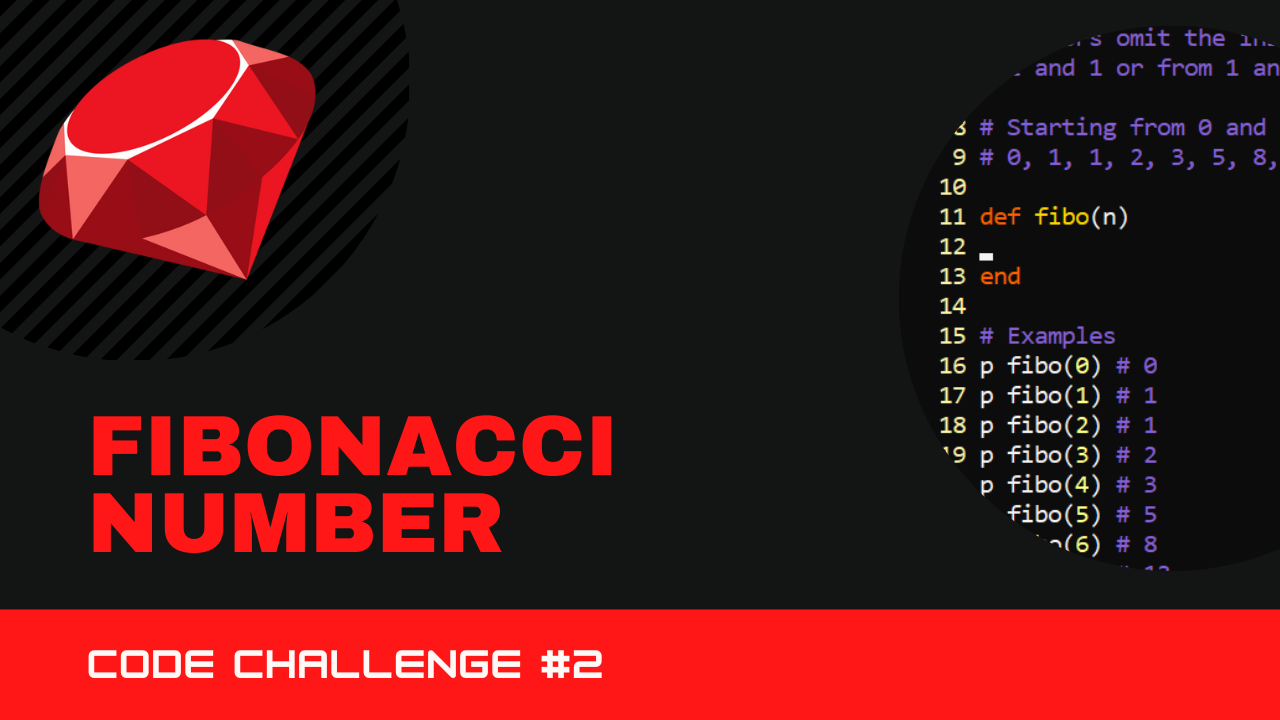 FIBONACCI
NUMBER
CODE CHALLENGE #2
omit the
and 1 or from 1
8 # Starting from 0 and
9 # 0, 1, 1, 2, 3, 5, 8,
10
11 def fibo(n)
12
13 end
14
15 # Examples
16 p fibo(0) # 0
17 p fibo(1) # 1
18 p fibo(2) # 1
19 p fibo(3) # 2
p fibo(4) # 3
fibo(5) # 5
(6) # 8